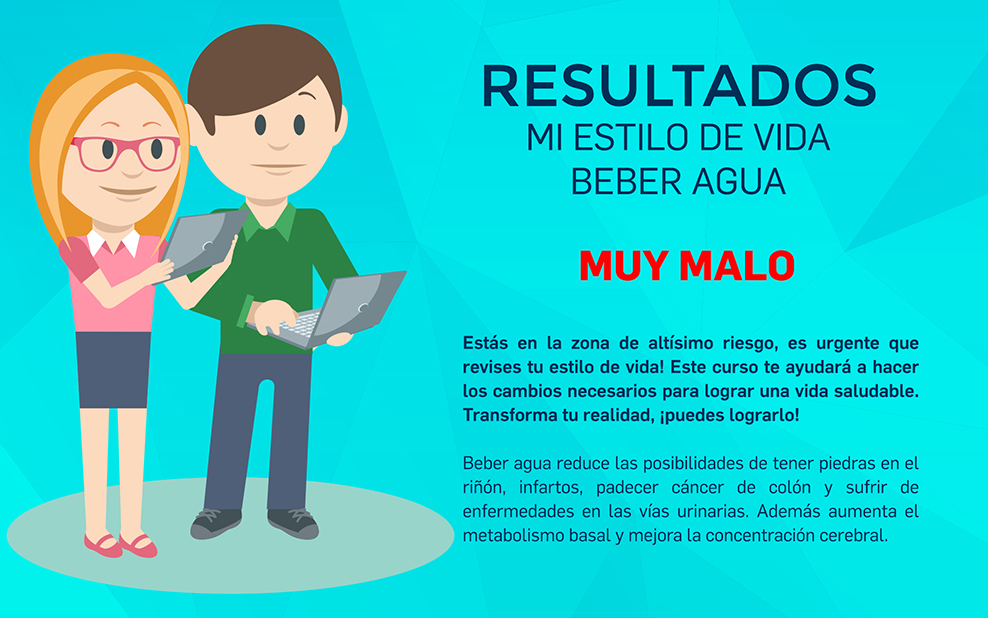 RESULTADOS
MI ESTILO DE VIDA
BEBER AGUA
MUY MALO
Estás en la zona de altísimo riesgo, es urgente que
revises tu estilo de vida! Este curso te ayudará a hacer
los cambios necesarios para lograr una vida saludable.
Transforma tu realidad, ¡puedes lograrlo!
Beber agua reduce las posibilidades de tener piedras en el
riñón, infartos, padecer cáncer de colón y sufrir de
enfermedades en las vías urinarias. Además aumenta el
metabolismo basal y mejora la concentración cerebral.